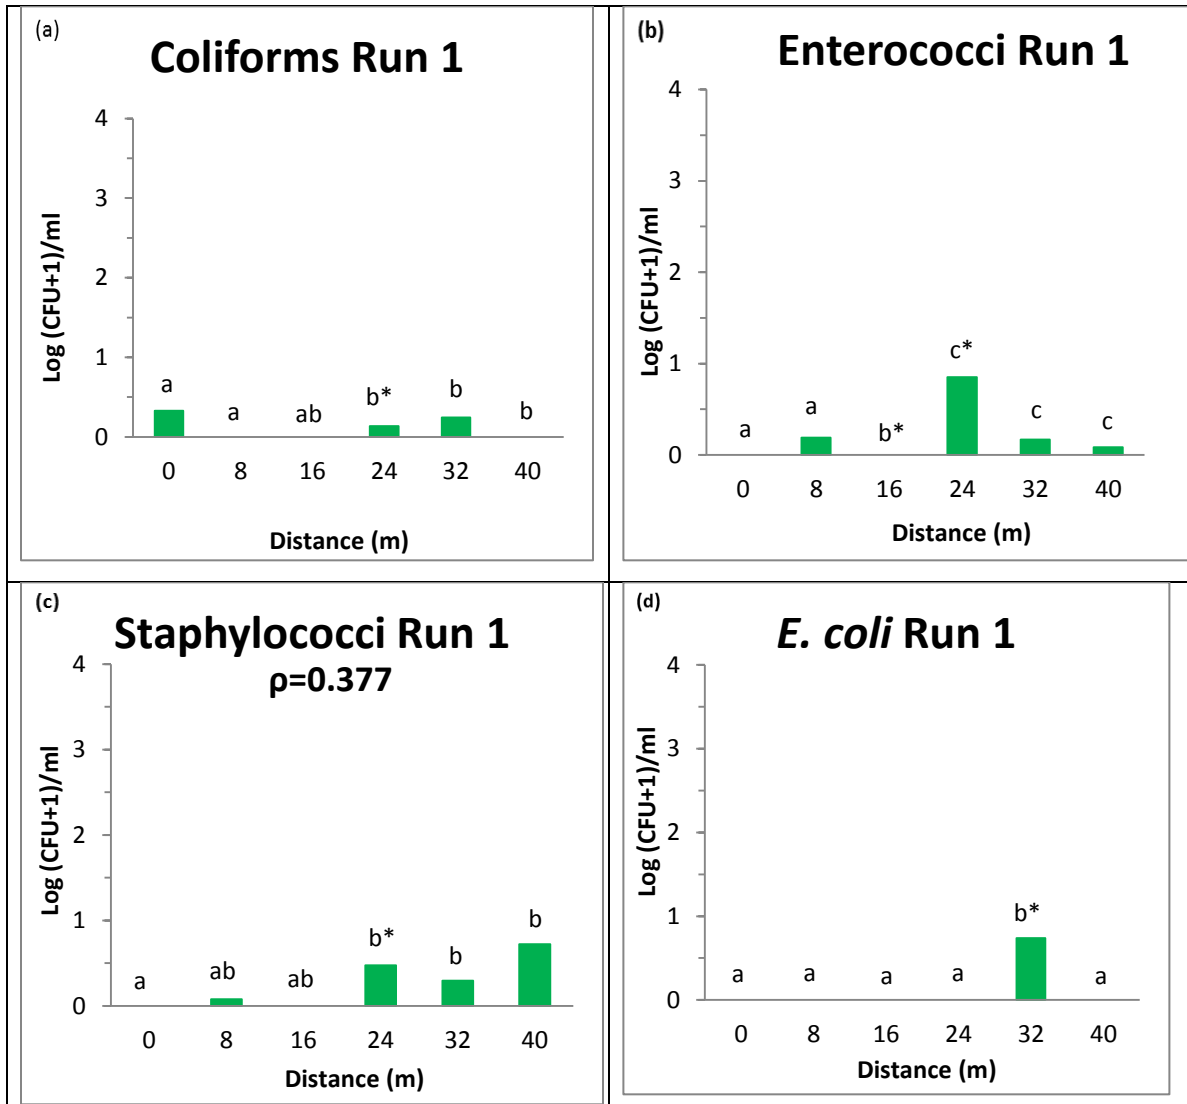 (a)
Coliforms Run 1
Log (CFU+1)/ml
4
3
2
1
0
a
a
ab
b*
b
b
0 8 16 24 32 40
Distance (m)
(b)
Enterococci Run 1
Log (CFU+1)/ml
4
3
2
1
0
a
a
b*
c*
c
c
0 8 16 24 32 40
Distance (m)
(c)
Staphylococci Run 1
ρ=0.377
Log (CFU+1)/ml
4
3
2
1
0
a
ab
ab
b*
b
b
0 8 16 24 32 40
Distance (m)
(d)
E. coli Run 1
Log (CFU+1)/ml
4
3
2
1
0
a
a
a
a
b*
a
0 8 16 24 32 40
Distance (m)